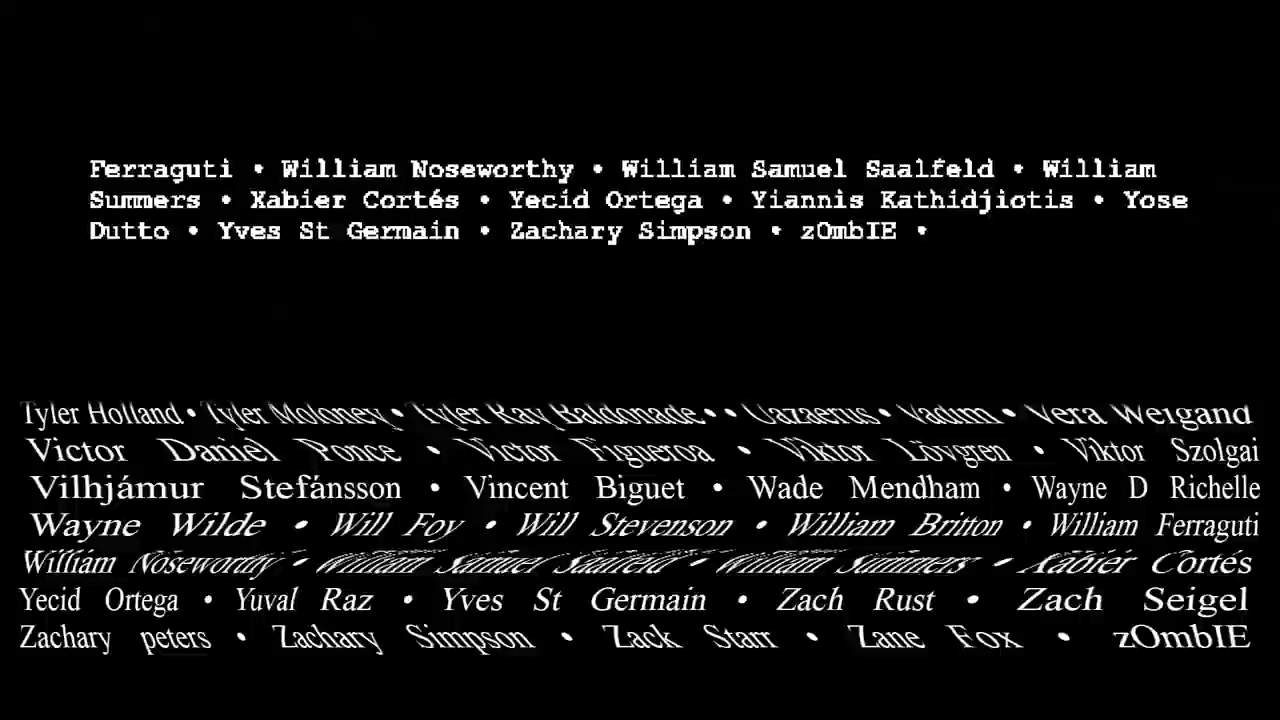 Ferraguti • William Noseworthy • William Samuel Saalfeld • William
Summers • Xabier Cortés • Yecid Ortega • Yiannis Kathidjiotis • Yose
Dutto • Yves St Germain • Zachary Simpson • zOmbIE •
Tyler Holland • Tyler Moloney • Tyler Ray Baldonade • • Cazaerus • Vadim • Vera Weigand
Victor Daniel Ponce • Victor Figueroa • Viktor Lövgren • Viktor Szolgai
Vilhjámur Stefánsson • Vincent Biguet • Wade Mendham • Wayne D Richelle
Wayne Wilde • Will Foy • Will Stevenson • William Britton • William Ferraguti
William Noseworthy • William Samuel Saalfeld • William Summers • Xabier Cortés
Yecid Ortega • Yuval Raz • Yves St Germain • Zach Rust • Zach Seigel
Zachary peters • Zachary Simpson • Zack Starr • Zane Fox • zOmbIE